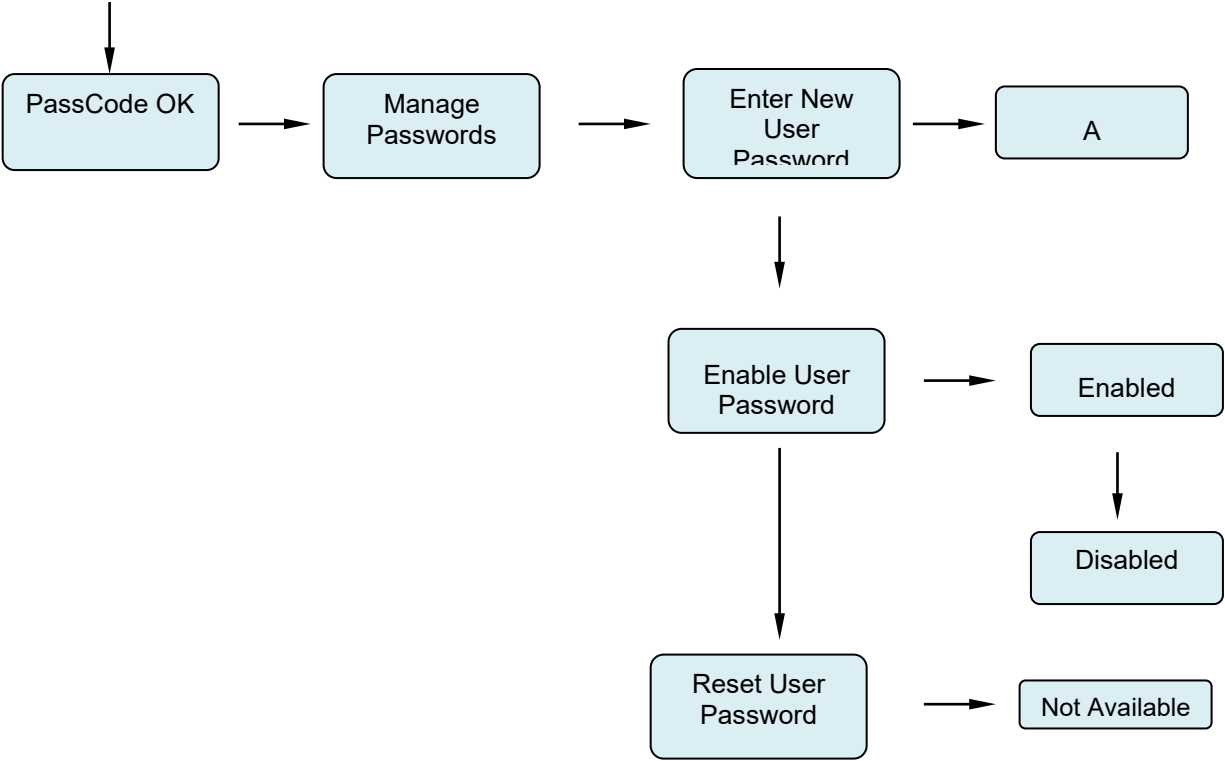 PassCode OK
Manage
Passwords
Enter New
User
Password
A
Enable User
Password
Enabled
Disabled
Reset User
Password
Not Available